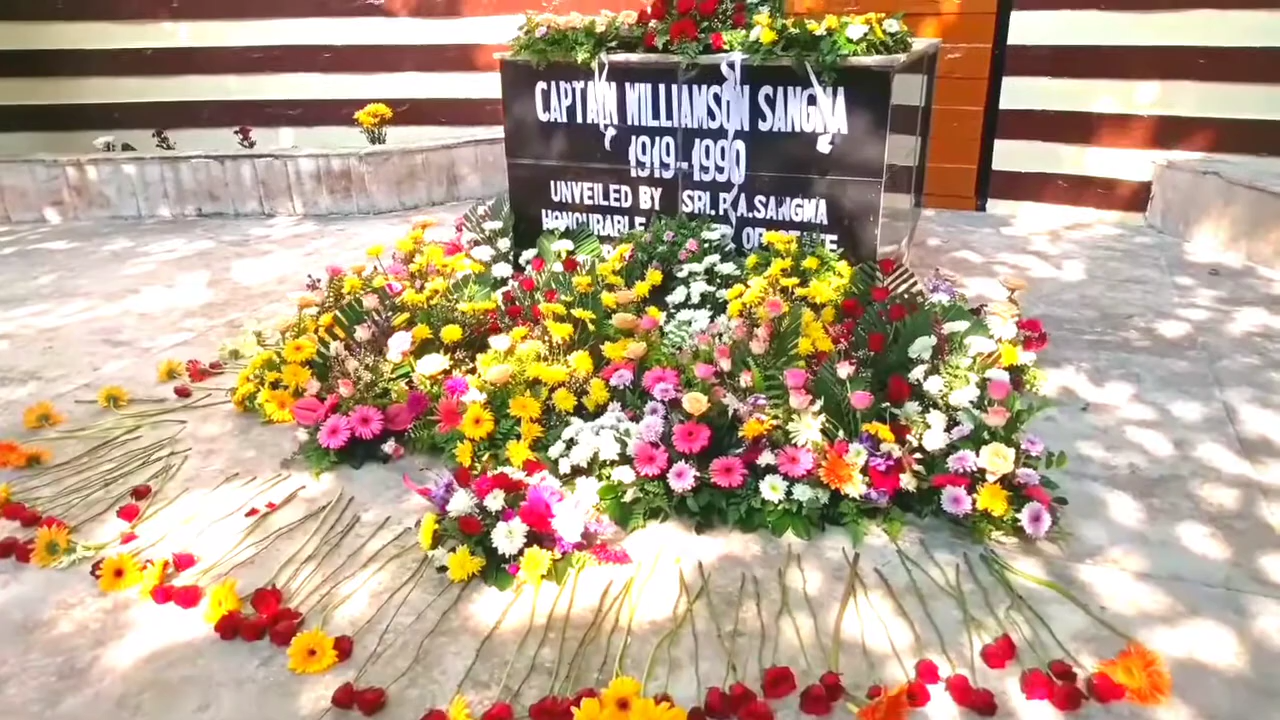 CAPTAIN WILLIAMSON SANGMA
1919-1990
UNVEILED BY SRI. P.A.SANGMA
HONOURABLE